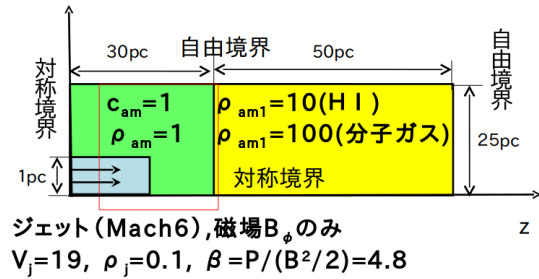 30pc
自由境界
50pc
対称境界
自由境界
c_am=1
ρ_am=1
ρ_am1=10(HI)
ρ_am1=100(分子ガス)
25pc
1pc
対称境界
z
ジェット(Mach6),磁場B_φのみ
V_j=19, ρ_j=0.1, β=P/(B²/2)=4.8